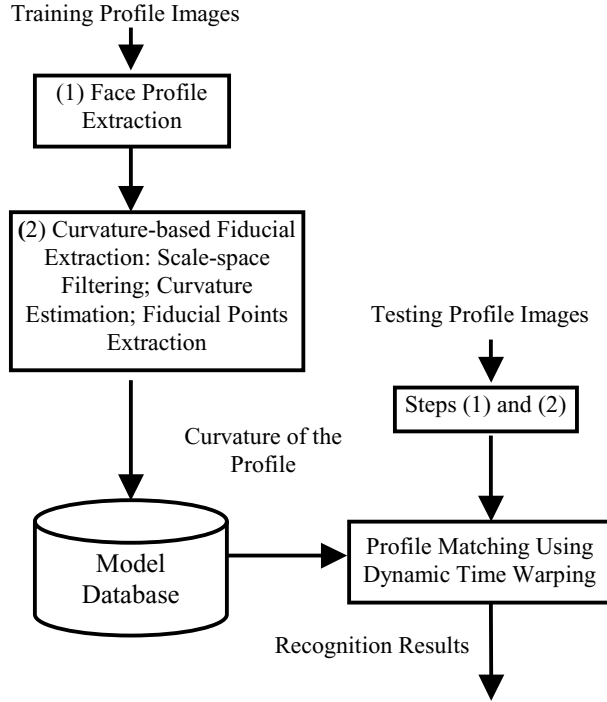 Training Profile Images
(1) Face Profile
Extraction
(2) Curvature-based Fiducial
Extraction: Scale-space
Filtering; Curvature
Estimation; Fiducial Points
Extraction
Testing Profile Images
Steps (1) and (2)
Curvature of the
Profile
Model
Database
Profile Matching Using
Dynamic Time Warping
Recognition Results